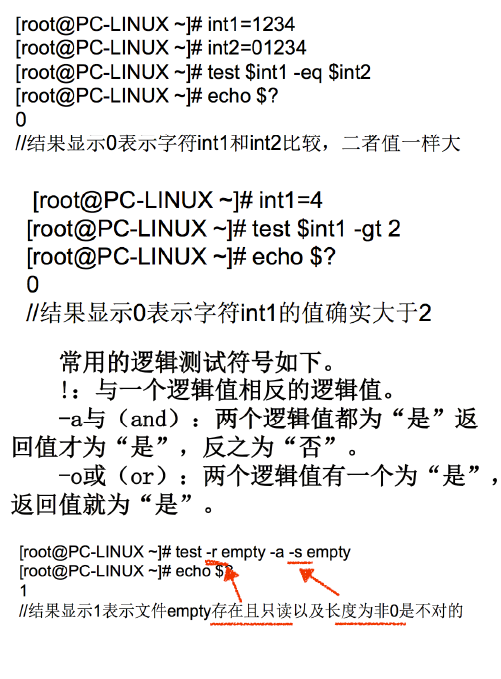 [root@PC-LINUX ~]# int1=1234
[root@PC-LINUX ~]# int2=01234
[root@PC-LINUX ~]# test $int1 -eq $int2
[root@PC-LINUX ~]# echo $?
0
//结果显示0表示字符int1和int2比较，二者值一样大
[root@PC-LINUX ~]# int1=4
[root@PC-LINUX ~]# test $int1 -gt 2
[root@PC-LINUX ~]# echo $?
0
//结果显示0表示字符int1的值确实大于2
常用的逻辑测试符号如下。
!：与一个逻辑值相反的逻辑值。
-a与（and）：两个逻辑值都为“是”返
回值才为“是”，反之为“否”。
-o或（or）：两个逻辑值有一个为“是”，
返回值就为“是”。
[root@PC-LINUX ~]# test -r empty -a -s empty
[root@PC-LINUX ~]# echo $?
1
//结果显示1表示文件empty存在且只读以及长度为非0是不对的